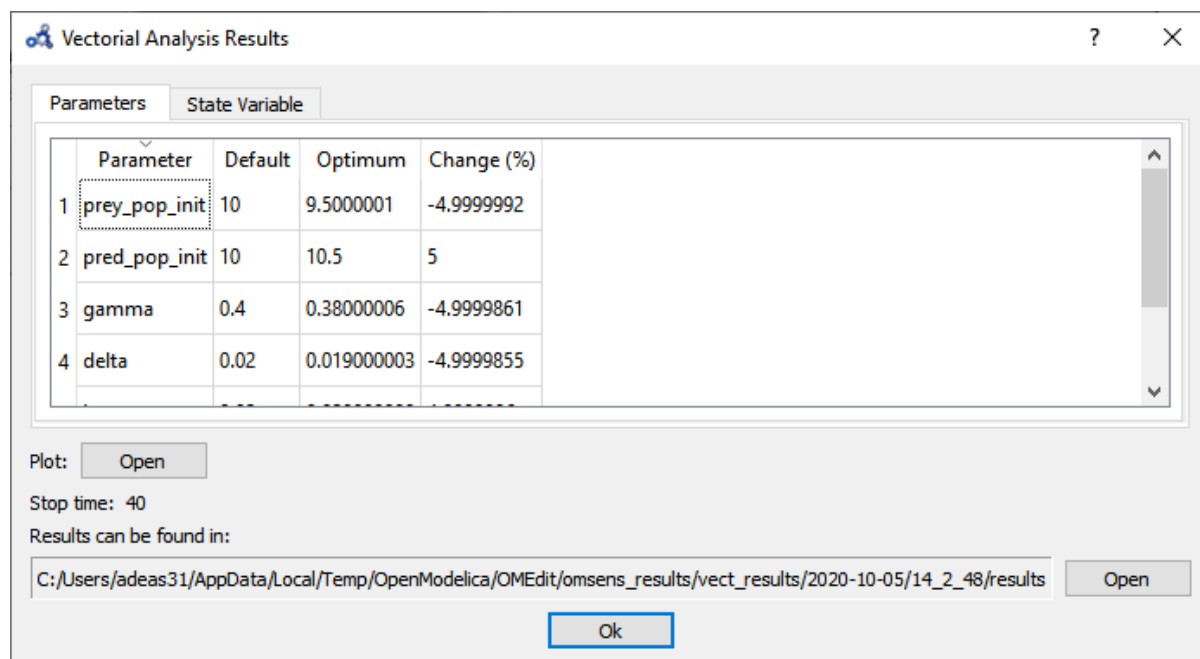 Vectorial Analysis Results ?
Parameters State Variable
Parameter Default Optimum Change (%)
1 prey_pop_init 10 9.5000001 -4.9999992
2 pred_pop_init 10 10.5 5
3 gamma 0.4 0.38000006 -4.9999861
4 delta 0.02 0.019000003 -4.9999855
Plot: Open
Stop time: 40
Results can be found in:
C:/Users/adeas31/AppData/Local/Temp/OpenModelica/OMEdit/omsens_results/vect_results/2020-10-05/14_2_48/results Open
Ok